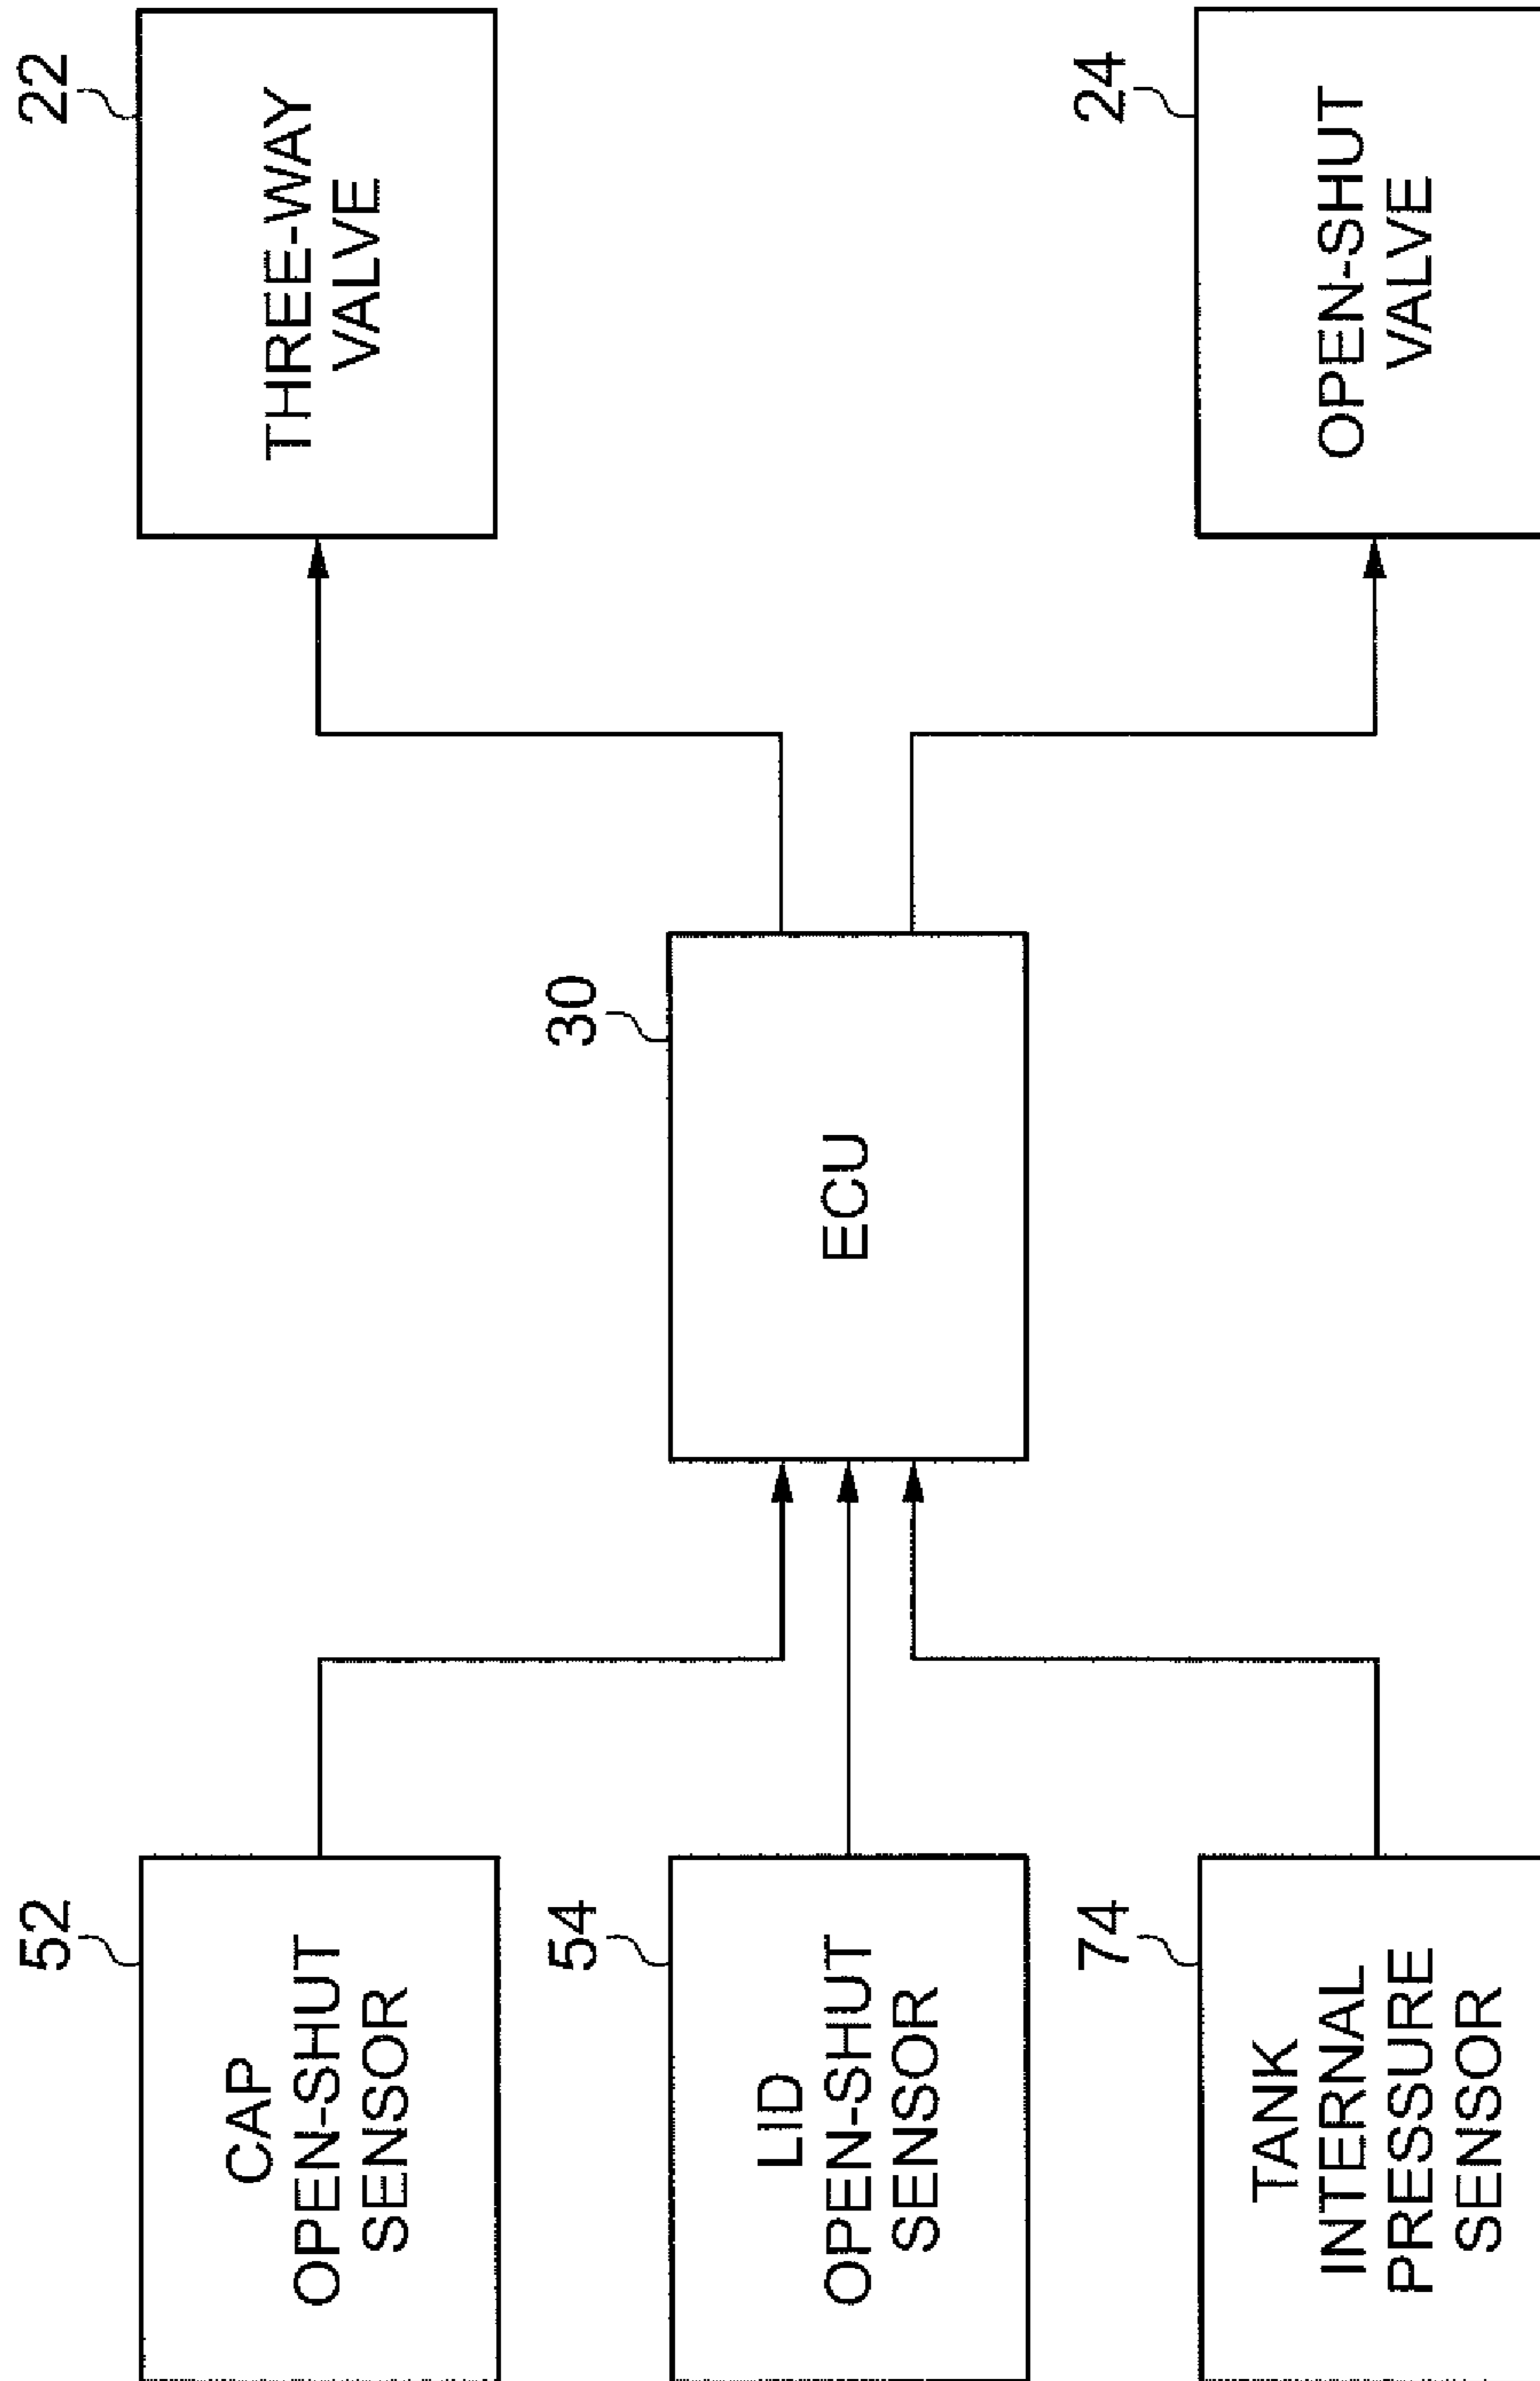 52
CAP
OPEN-SHUT
SENSOR
54
LID
OPEN-SHUT
SENSOR
74
TANK
INTERNAL
PRESSURE
SENSOR
30
ECU
22
THREE-WAY
VALVE
24
OPEN-SHUT
VALVE